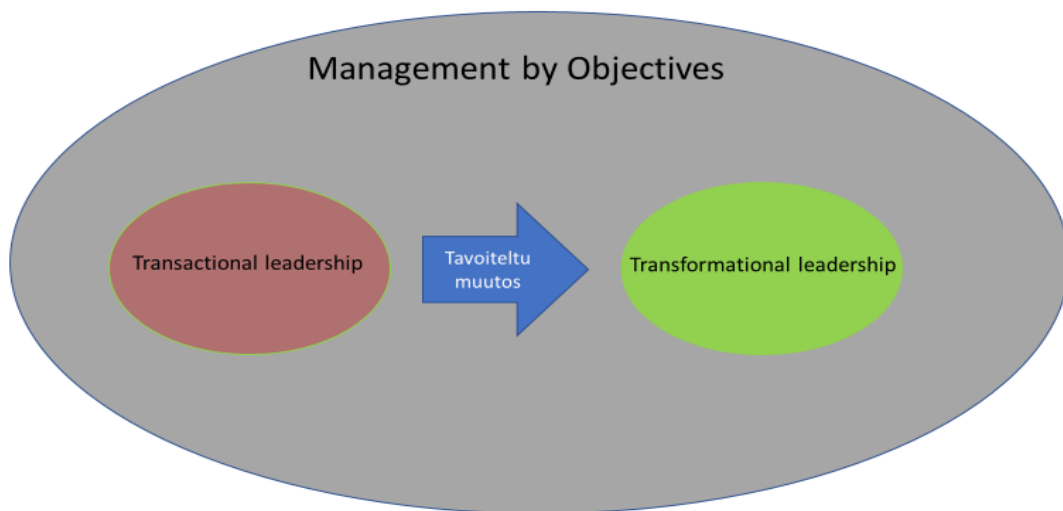 Management by Objectives
Transactional leadership
Tavoiteltu
muutos
Transformational leadership